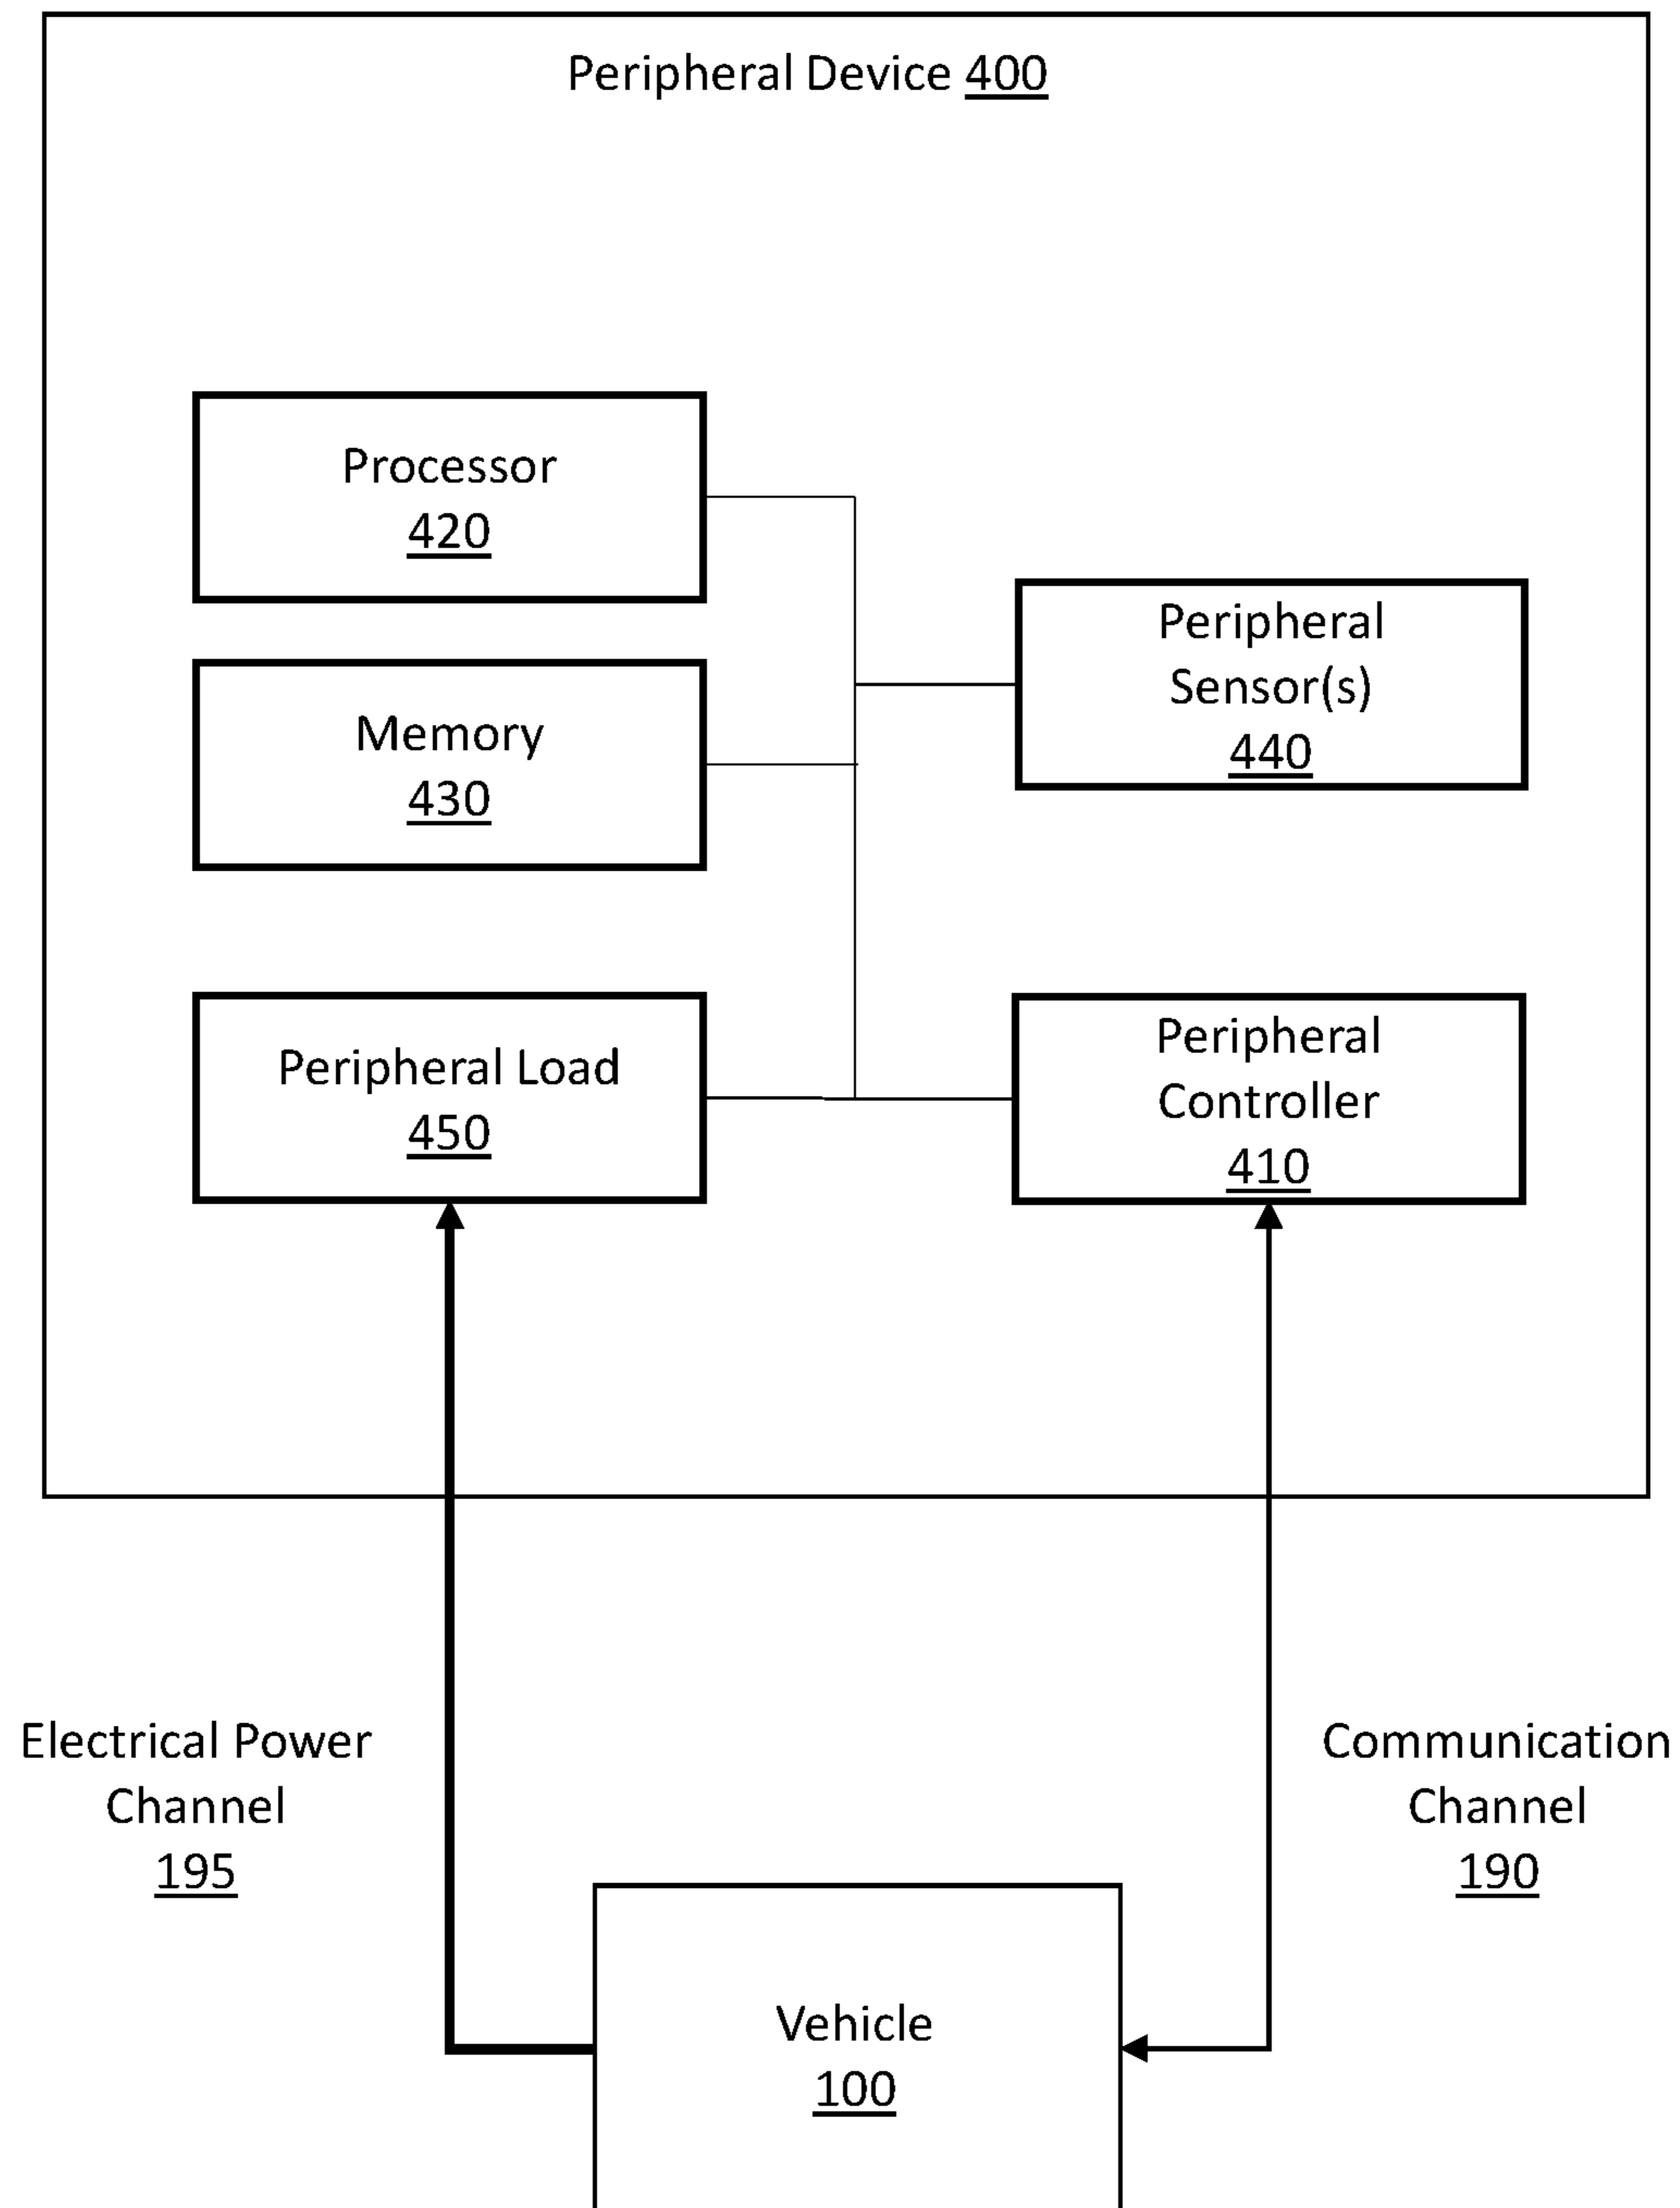 Peripheral Device 400
Processor
420
Peripheral
Sensor(s)
440
Memory
430
Peripheral Load
450
Peripheral
Controller
410
Electrical Power
Channel
195
Communication
Channel
190
Vehicle
100